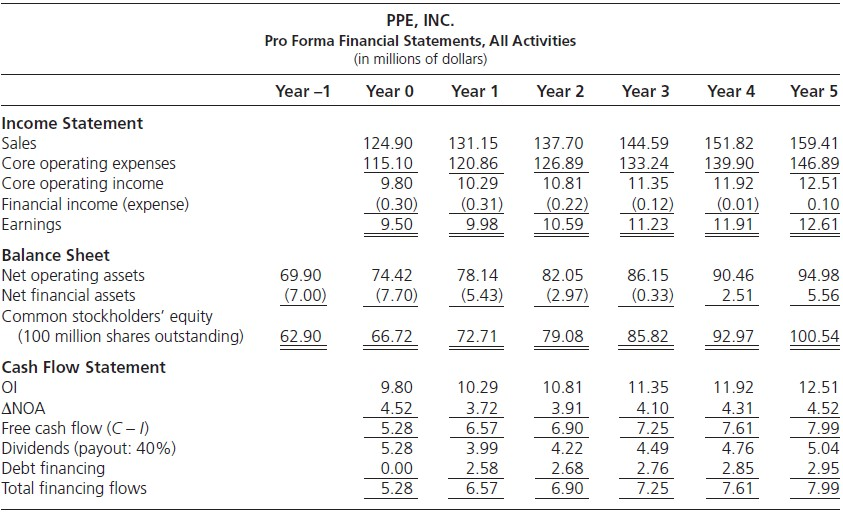 PPE, INC.
Pro Forma Financial Statements, All Activities
(in millions of dollars)
Year –1 Year 0 Year 1 Year 2 Year 3 Year 4 Year 5
Income Statement
Sales 124.90 131.15 137.70 144.59 151.82 159.41
Core operating expenses 115.10 120.86 126.89 133.24 139.90 146.89
Core operating income 9.80 10.29 10.81 11.35 11.92 12.51
Financial income (expense) (0.30) (0.31) (0.22) (0.12) (0.01) 0.10
Earnings 9.50 9.98 10.59 11.23 11.91 12.61
Balance Sheet
Net operating assets 69.90 74.42 78.14 82.05 86.15 90.46 94.98
Net financial assets (7.00) (7.70) (5.43) (2.97) (0.33) 2.51 5.56
Common stockholders’ equity
(100 million shares outstanding) 62.90 66.72 72.71 79.08 85.82 92.97 100.54
Cash Flow Statement
OI 9.80 10.29 10.81 11.35 11.92 12.51
ΔNOA 4.52 3.72 3.91 4.10 4.31 4.52
Free cash flow (C – I) 5.28 6.57 6.90 7.25 7.61 7.99
Dividends (payout: 40%) 5.28 3.99 4.22 4.49 4.76 5.04
Debt financing 0.00 2.58 2.68 2.76 2.85 2.95
Total financing flows 5.28 6.57 6.90 7.25 7.61 7.99